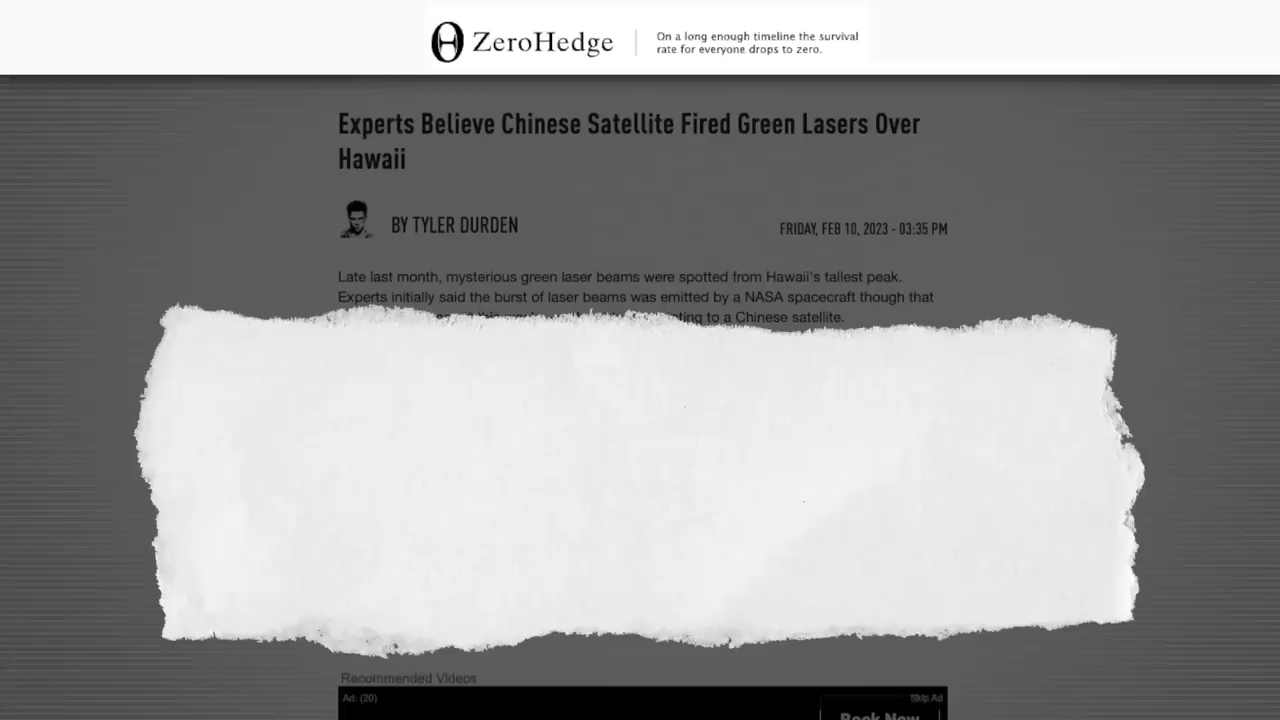 ZeroHedge
On a long enough timeline the survival
rate for everyone drops to zero.
Experts Believe Chinese Satellite Fired Green Lasers Over
Hawaii
BY TYLER DURDEN
FRIDAY, FEB 10, 2023 - 03:35 PM
Late last month, mysterious green laser beams were spotted from Hawaii's tallest peak.
Experts initially said the burst of laser beams was emitted by a NASA spacecraft though that
to a Chinese satellite.
Recommended Videos
Ad: (20)
Skip Ad
Book Now